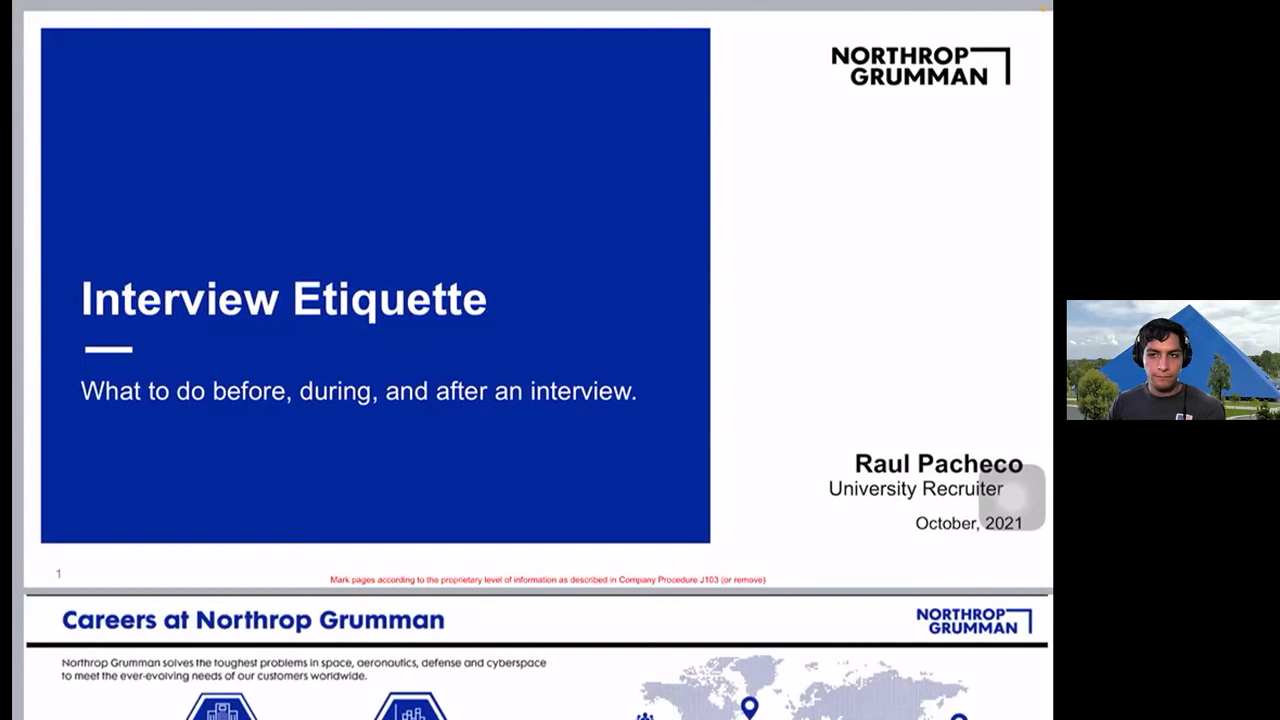 NORTHROP
GRUMMAN
Interview Etiquette
What to do before, during, and after an interview.
Raul Pacheco
University Recruiter
October, 2021
1
Mark pages according to the proprietary level of information as described in Company Procedure J103 (or remove)
Careers at Northrop Grumman
NORTHROP
GRUMMAN
Northrop Grumman solves the toughest problems in space, aeronautics, defense and cyberspace
to meet the ever-evolving needs of our customers worldwide.